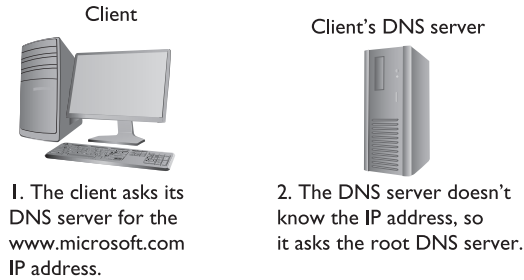 Client
Client's DNS server
1. The client asks its
DNS server for the
www.microsoft.com
IP address.
2. The DNS server doesn't
know the IP address, so
it asks the root DNS server.